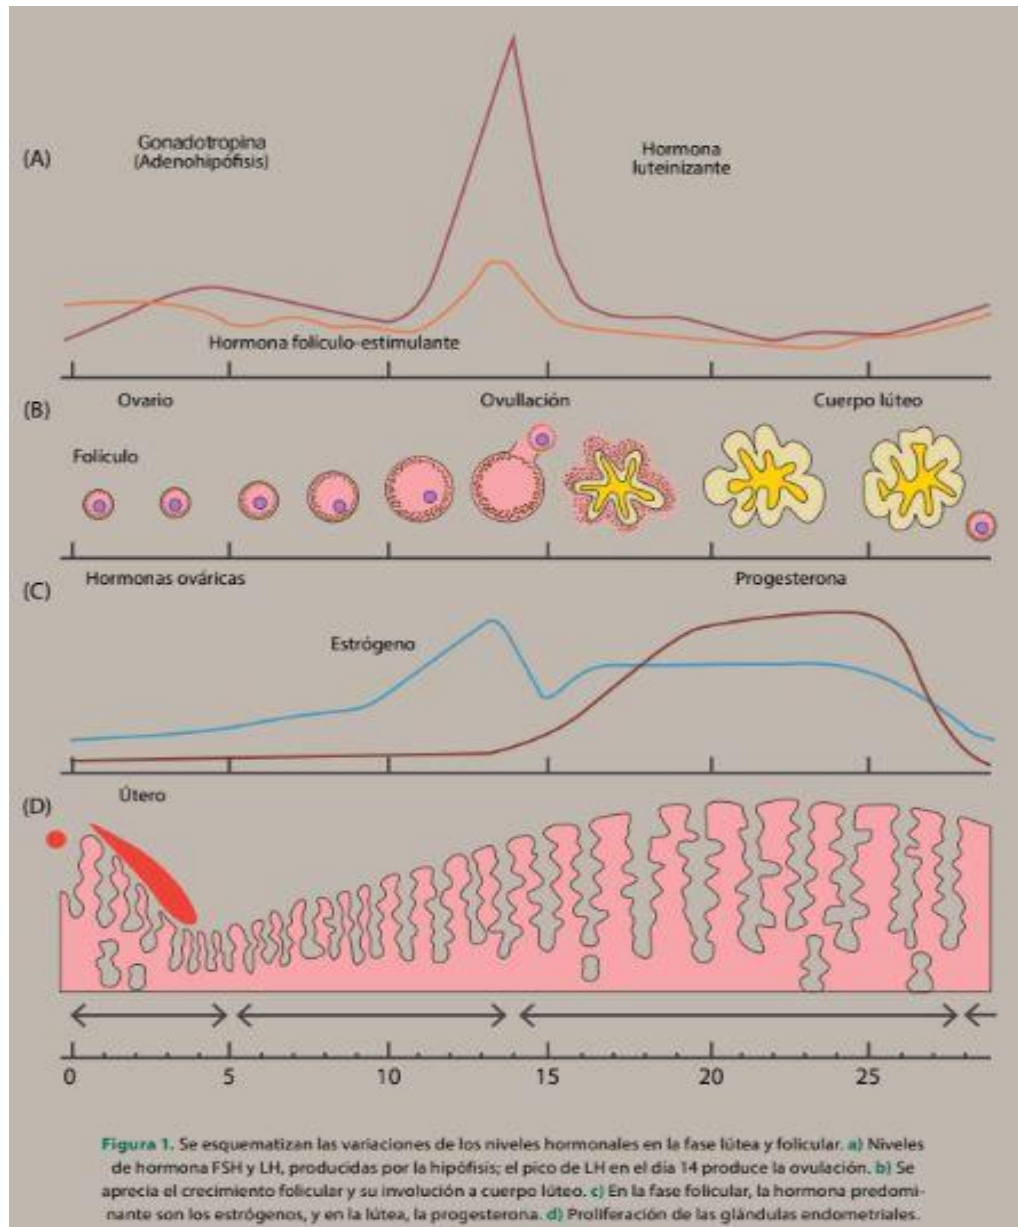 (A)
Gonadotropina
(Adenohipófisis)
Hormona
luteinizante
Hormona folículo-estimulante
(B)
Ovario
Ovullación
Cuerpo lúteo
Folículo
(C)
Hormonas ováricas
Progesterona
Estrógeno
(D)
Útero
0 5 10 15 20 25
Figura 1. Se esquematizan las variaciones de los niveles hormonales en la fase lútea y folicular. a) Niveles
de hormona FSH y LH, producidas por la hipófisis; el pico de LH en el día 14 produce la ovulación. b) Se
aprecia el crecimiento folicular y su involución a cuerpo lúteo. c) En la fase folicular, la hormona predomi-
nante son los estrógenos, y en la lútea, la progesterona. d) Proliferación de las glándulas endometriales.